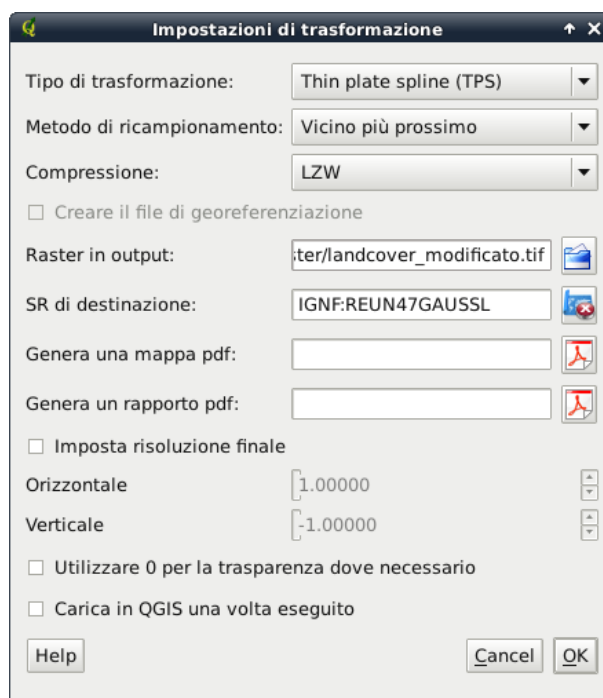 Impostazioni di trasformazione
Tipo di trasformazione: Thin plate spline (TPS)
Metodo di ricampionamento: Vicino più prossimo
Compressione: LZW
Creare il file di georeferenziazione
Raster in output: ster/landcover_modificato.tif
SR di destinazione: IGNF:REUN47GAUSSL
Genera una mappa pdf:
Genera un rapporto pdf:
Imposta risoluzione finale
Orizzontale 1.00000
Verticale -1.00000
Utilizzare 0 per la trasparenza dove necessario
Carica in QGIS una volta eseguito
Help Cancel OK